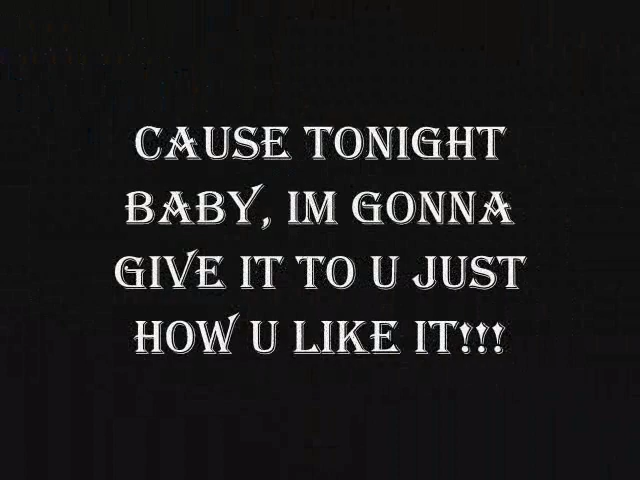 CAUSE TONIGHT
BABY, IM GONNA
GIVE IT TO U JUST
HOW U LIKE IT!!!